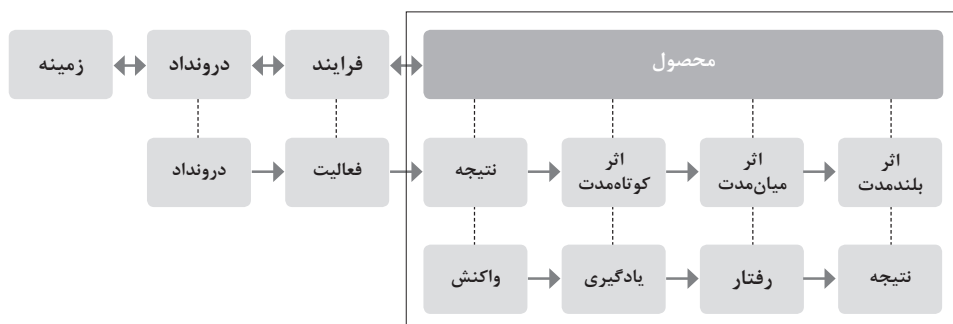 زمینه
درونداد
فرایند
محصول
درونداد
فعالیت
نتیجه
اثر
کوتاه‌مدت
اثر
میان‌مدت
اثر
بلندمدت
واکنش
یادگیری
رفتار
نتیجه